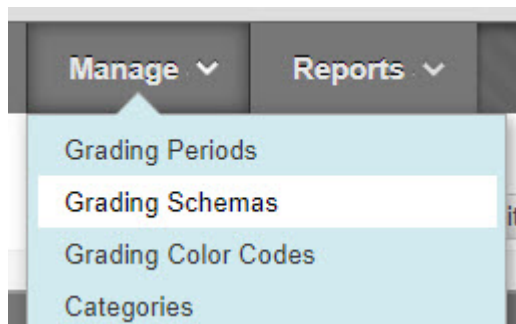 Manage Reports
Grading Periods
Grading Schemas
Grading Color Codes
Categories